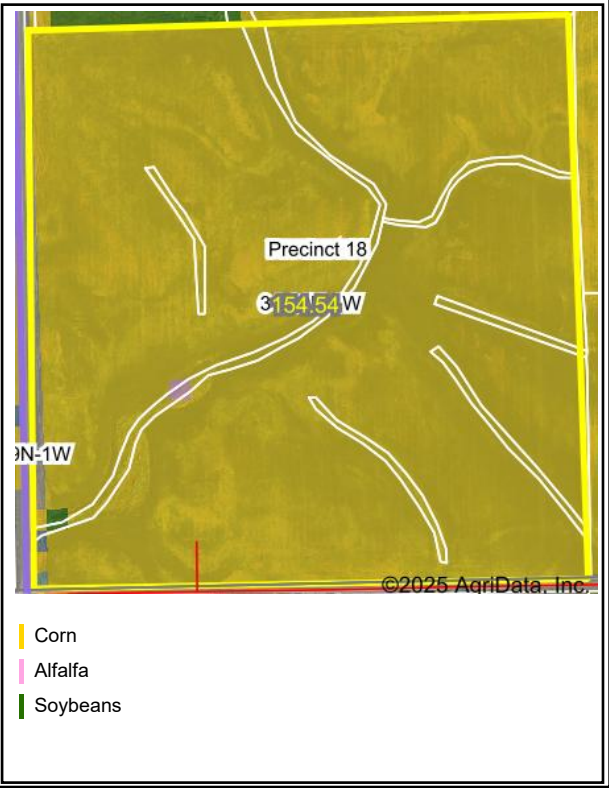 Precinct 18
154.54
9N-1W
©2025 AgriData, Inc.
Corn
Alfalfa
Soybeans